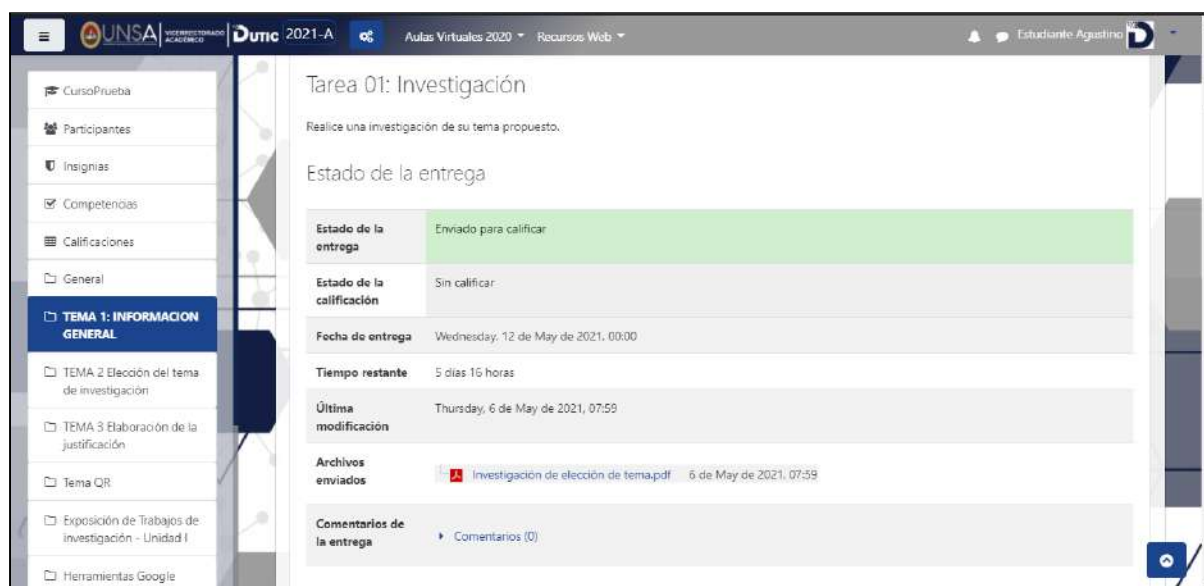 UNSA VICERRECTORADO ACADÉMICO DUTIC 2021-A Aulas Virtuales 2020 Recursos Web Estudiante Agustino
CursoPrueba
Participantes
Insignias
Competencias
Calificaciones
General
TEMA 1: INFORMACION
GENERAL
TEMA 2 Elección del tema
de investigación
TEMA 3 Elaboración de la
justificación
Tema QR
Exposición de Trabajos de
investigación - Unidad I
Herramientas Google
Tarea 01: Investigación
Realice una investigación de su tema propuesto.
Estado de la entrega
Estado de la
entrega
Enviado para calificar
Estado de la
calificación
Sin calificar
Fecha de entrega Wednesday, 12 de May de 2021, 00:00
Tiempo restante 5 días 16 horas
Última
modificación
Thursday, 6 de May de 2021, 07:59
Archivos
enviados
Investigación de elección de tema.pdf 6 de May de 2021, 07:59
Comentarios de
la entrega
Comentarios (0)